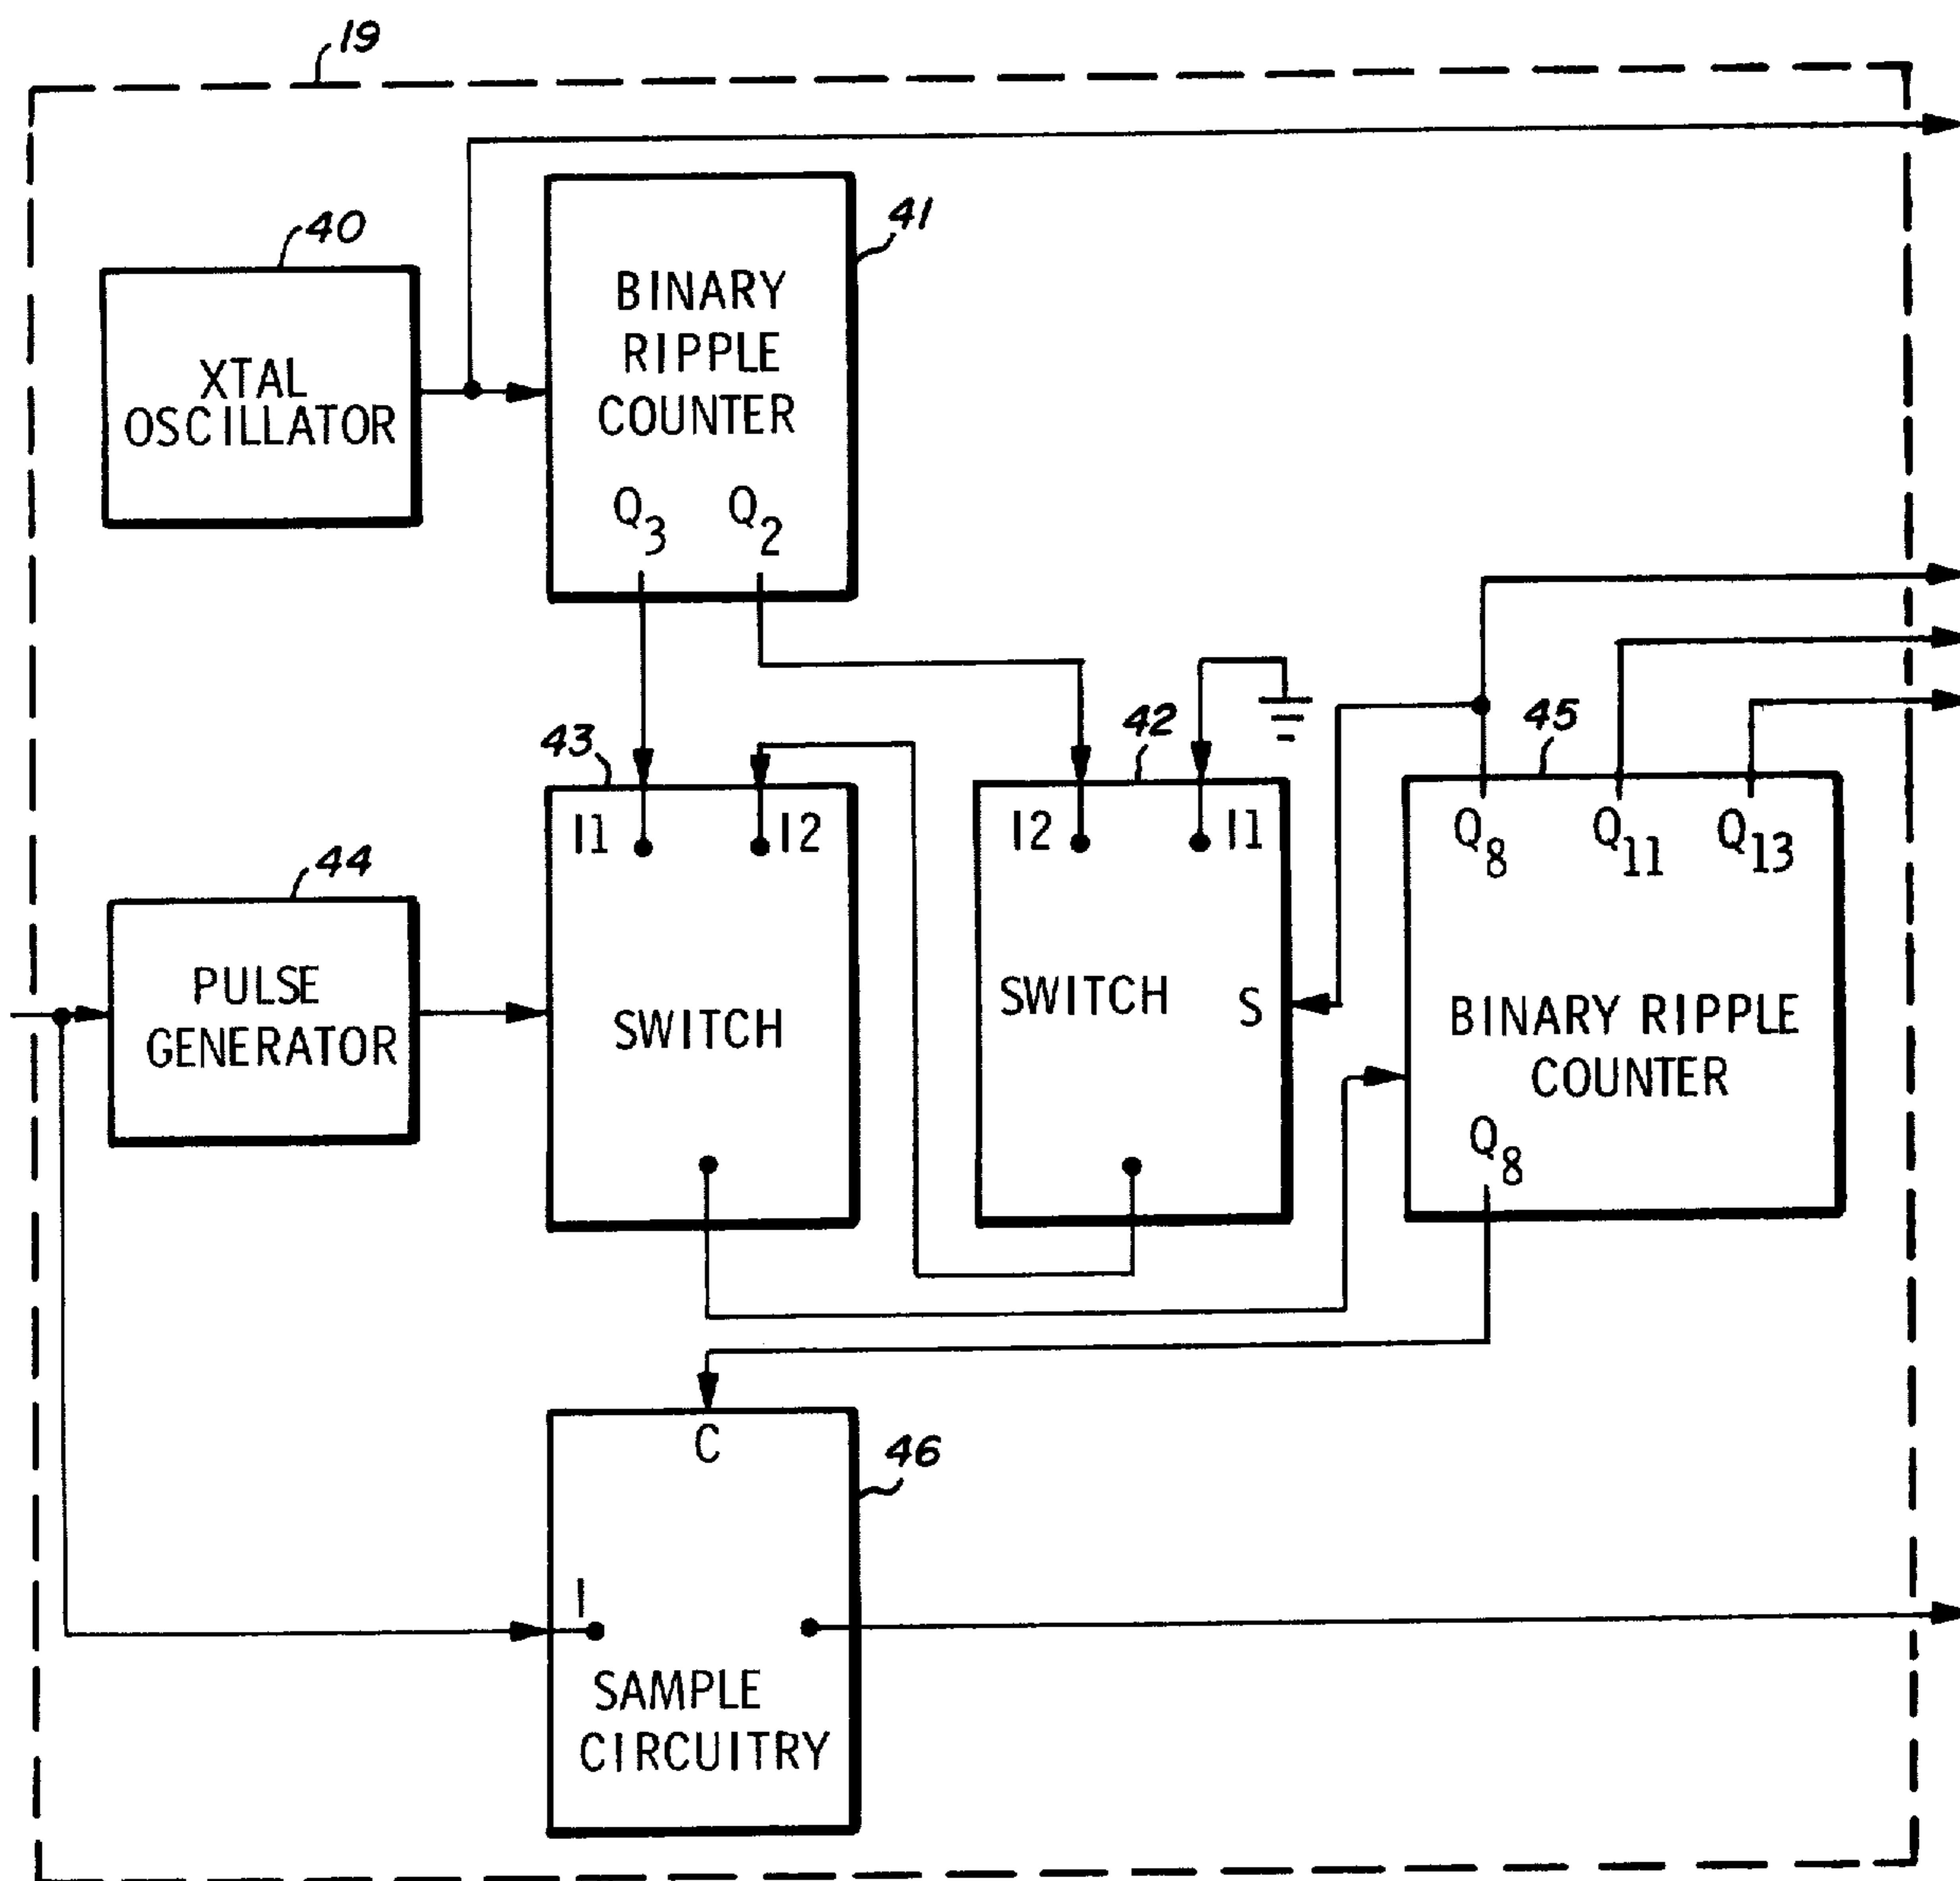 19
40
XTAL
OSCILLATOR
41
BINARY
RIPPLE
COUNTER
Q3 Q2
43
I1 I2
SWITCH
42
I2 I1
SWITCH S
45
Q8 Q11 Q13
BINARY RIPPLE
COUNTER
Q8
44
PULSE
GENERATOR
46
C
I
SAMPLE
CIRCUITRY